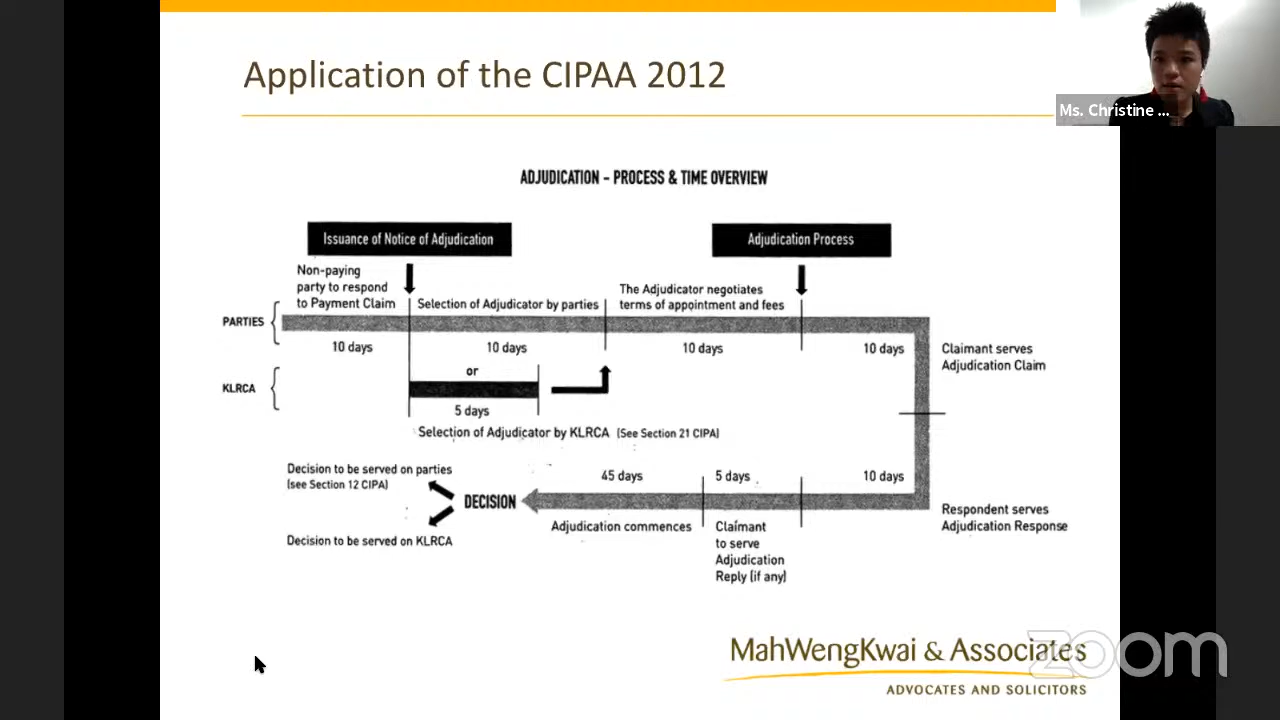 Application of the CIPAA 2012
Ms. Christine ...
ADJUDICATION – PROCESS & TIME OVERVIEW
Issuance of Notice of Adjudication
Adjudication Process
Non-paying
party to respond
to Payment Claim
Selection of Adjudicator by parties
The Adjudicator negotiates
terms of appointment and fees
PARTIES
10 days
10 days
10 days
10 days
Claimant serves
Adjudication Claim
or
KLRCA
5 days
Selection of Adjudicator by KLRCA (See Section 21 CIPA)
Decision to be served on parties
(see Section 12 CIPA)
45 days
5 days
10 days
DECISION
Respondent serves
Adjudication Response
Adjudication commences
Claimant
to serve
Adjudication
Reply (if any)
Decision to be served on KLRCA
MahWengKwai & Associates
ADVOCATES AND SOLICITORS
zoom